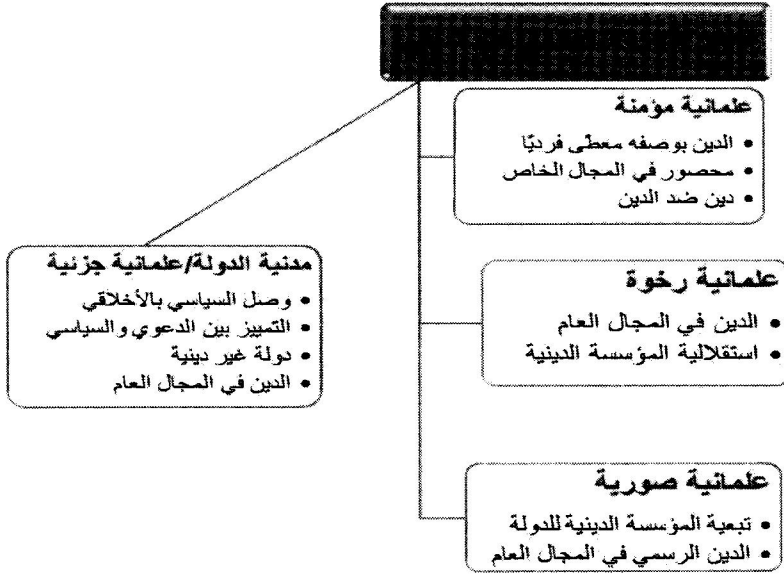 علمانية مؤمنة
• الدين بوصفه معطى فرديًا
• محصور في المجال الخاص
• دين ضد الدين
علمانية رخوة
• الدين في المجال العام
• استقلالية المؤسسة الدينية
علمانية صورية
• تبعية المؤسسة الدينية للدولة
• الدين الرسمي في المجال العام
مدنية الدولة/علمانية جزئية
• وصل السياسي بالأخلاقي
• التمييز بين الدعوي والسياسي
• دولة غير دينية
• الدين في المجال العام